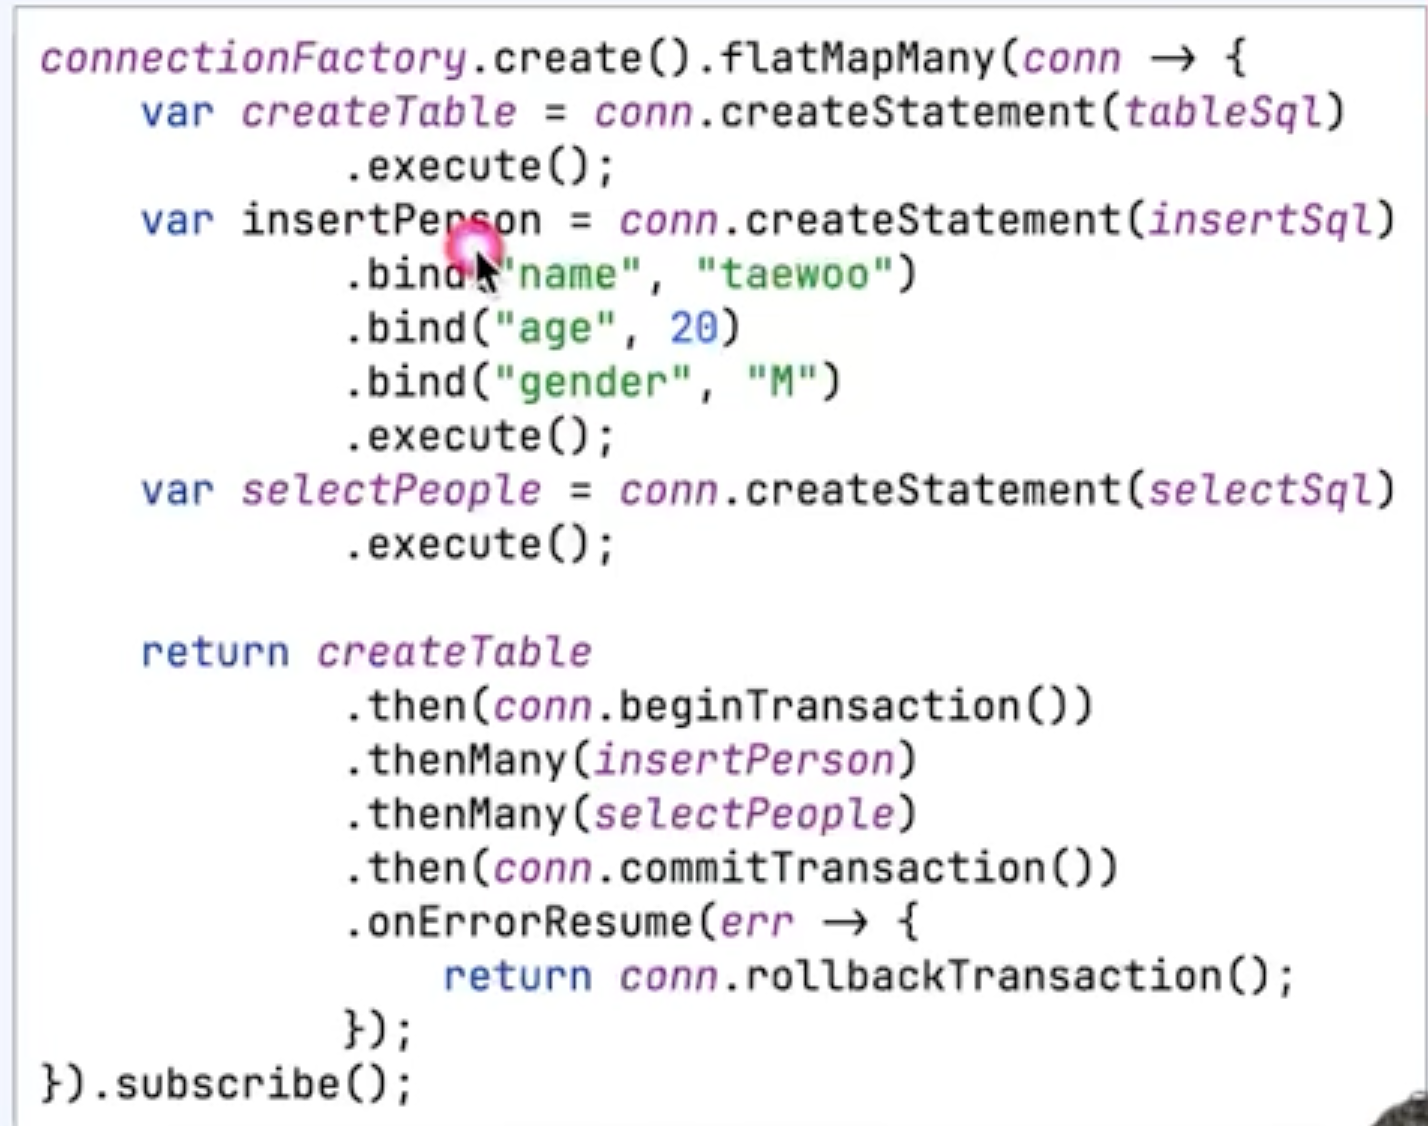 connectionFactory.create().flatMapMany(conn → {
    var createTable = conn.createStatement(tableSql)
            .execute();
    var insertPerson = conn.createStatement(insertSql)
            .bind("name", "taewoo")
            .bind("age", 20)
            .bind("gender", "M")
            .execute();
    var selectPeople = conn.createStatement(selectSql)
            .execute();

    return createTable
            .then(conn.beginTransaction())
            .thenMany(insertPerson)
            .thenMany(selectPeople)
            .then(conn.commitTransaction())
            .onErrorResume(err → {
                return conn.rollbackTransaction();
            });
}).subscribe();